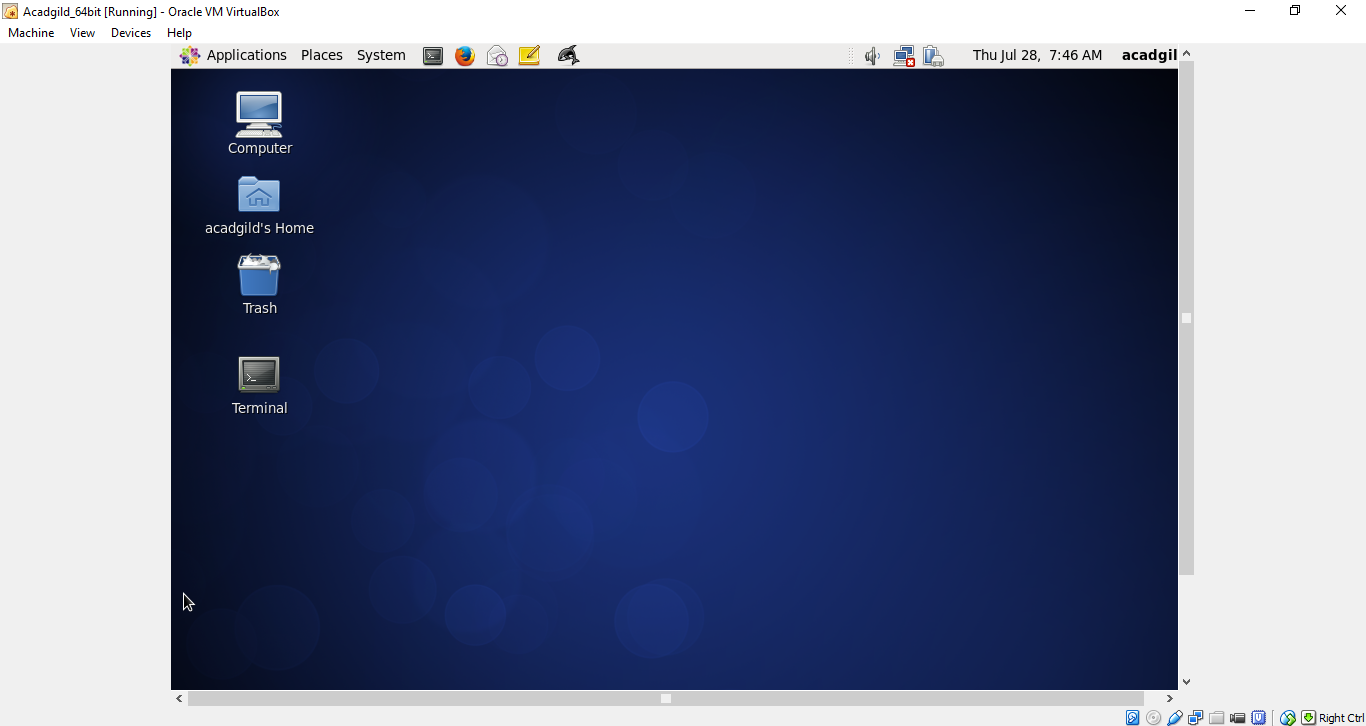 Acadgild_64bit [Running] - Oracle VM VirtualBox
Machine View Devices Help
Applications Places System Thu Jul 28, 7:46 AM acadgil
Computer
acadgild's Home
Trash
Terminal
Right Ctrl